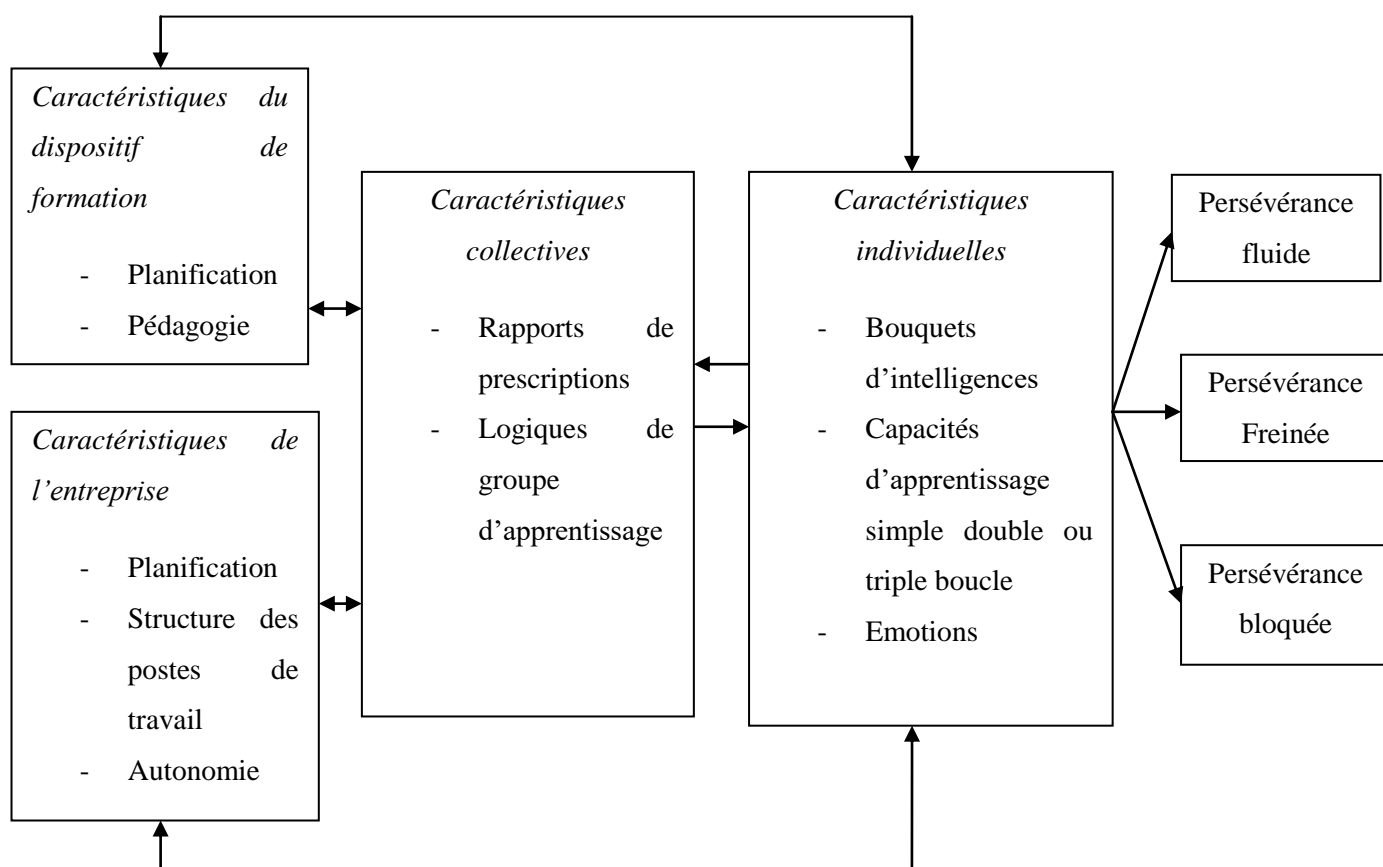 Caractéristiques du
dispositif de
formation
- Planification
- Pédagogie
Caractéristiques de
l’entreprise
- Planification
- Structure des
postes de
travail
- Autonomie
Caractéristiques
collectives
- Rapports de
prescriptions
- Logiques de
groupe
d’apprentissage
Caractéristiques
individuelles
- Bouquets
d’intelligences
- Capacités
d’apprentissage
simple double ou
triple boucle
- Emotions
Persévérance
fluide
Persévérance
Freinée
Persévérance
bloquée